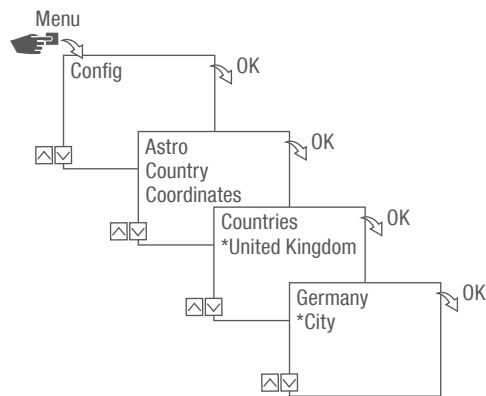 Menu
Config
OK
Astro
Country
Coordinates
OK
Countries
*United Kingdom
OK
Germany
*City
OK